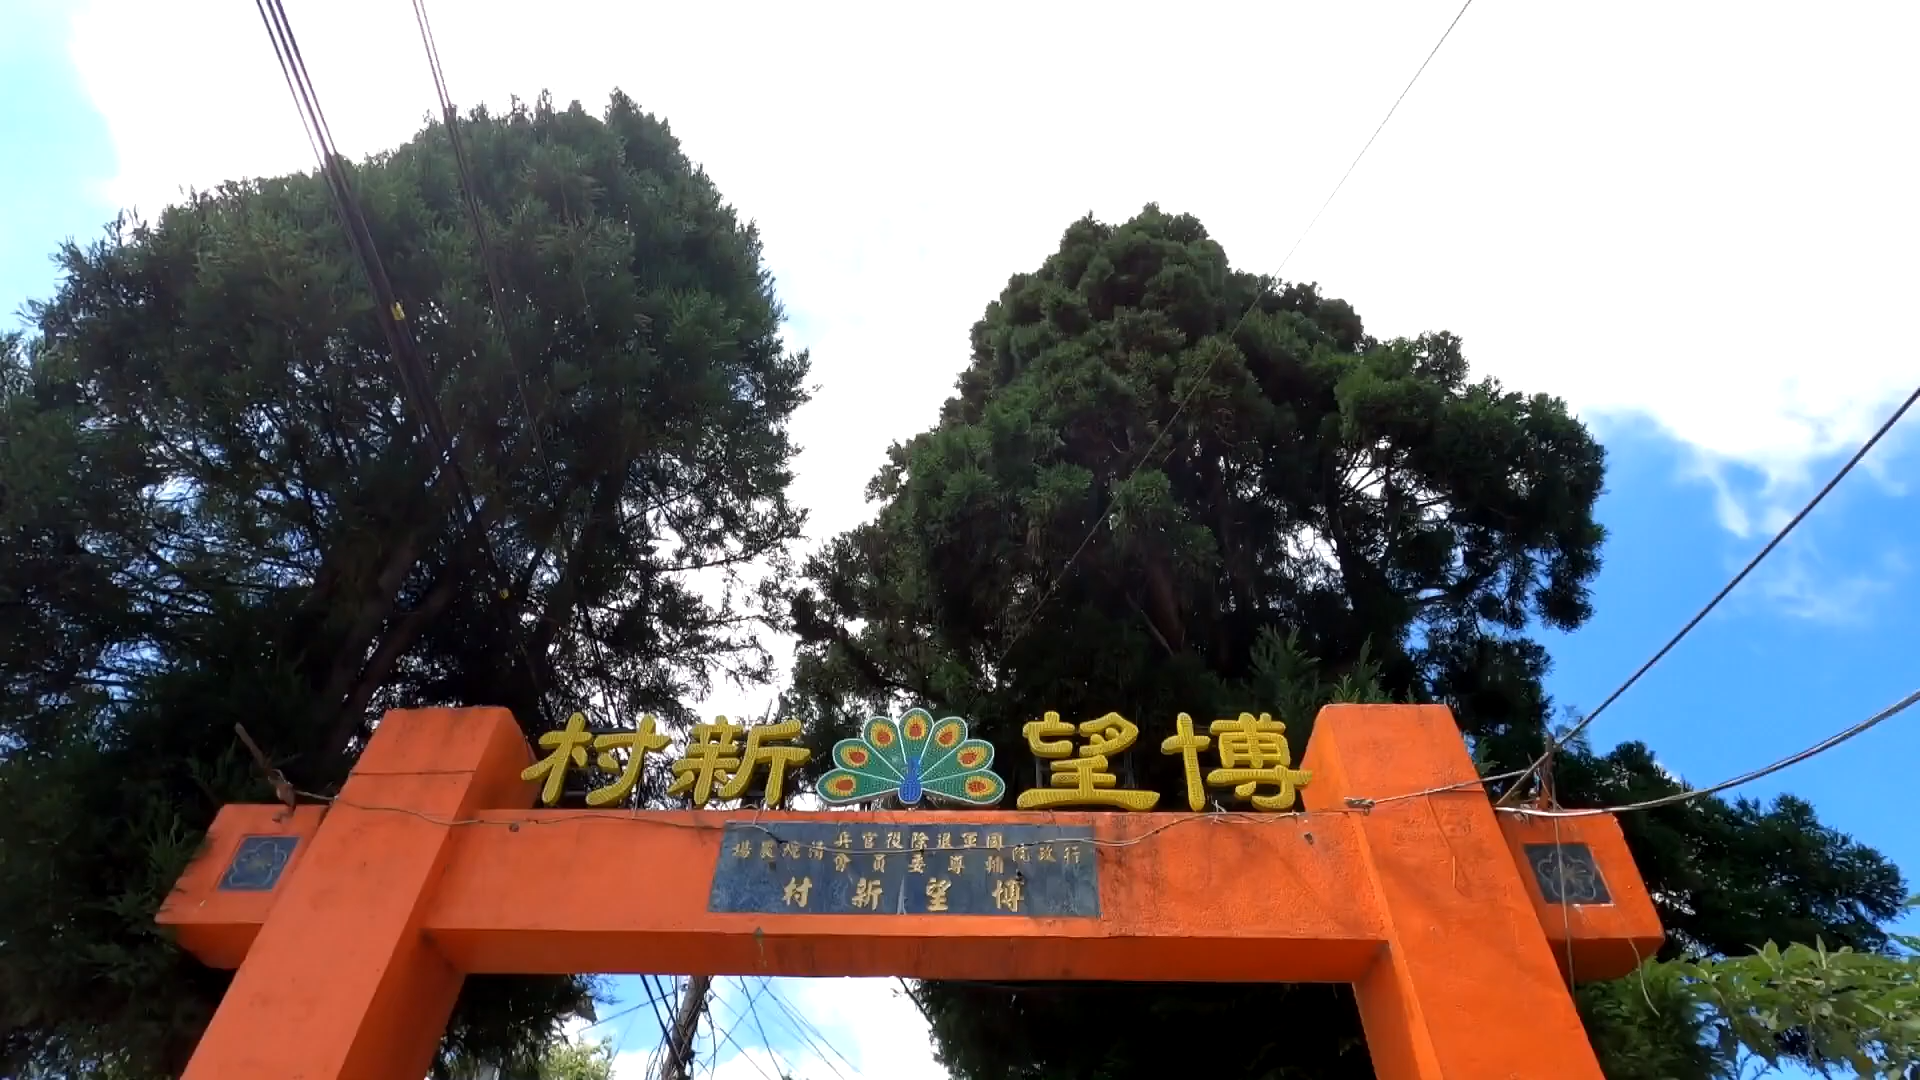 博望新村
行政院
國軍退除役官兵
輔導委員會
清境農場
博望新村